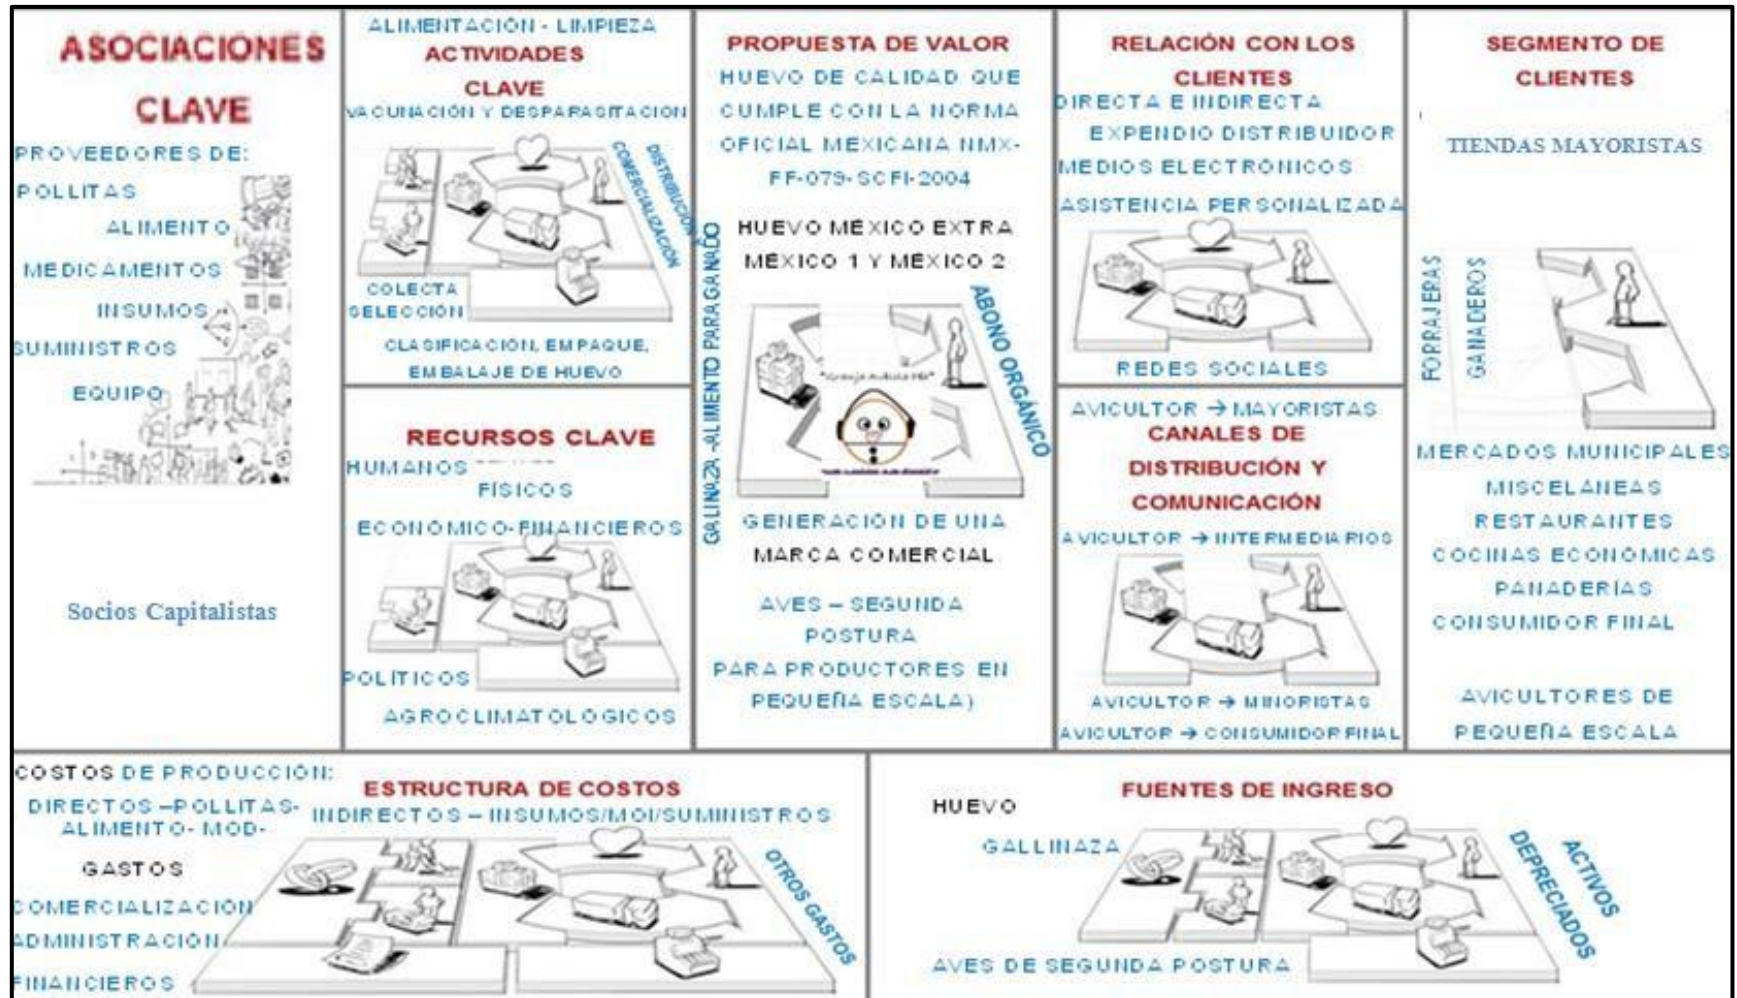 ASOCIACIONES
CLAVE
PROVEEDORES DE:
POLLITAS
ALIMENTO
MEDICAMENTOS
INSUMOS
SUMINISTROS
EQUIPO
Socios Capitalistas
ALIMENTACIÓN - LIMPIEZA
ACTIVIDADES
CLAVE
VACUNACIÓN Y DESPARASITACIÓN
DISTRIBUCIÓN Y
COMERCIALIZACIÓN
COLECTA
SELECCIÓN
CLASIFICACIÓN, EMPAQUE,
EMBALAJE DE HUEVO
RECURSOS CLAVE
HUMANOS
FÍSICOS
ECONÓMICO-FINANCIEROS
POLÍTICOS
AGROCLIMATOLOGICOS
PROPUESTA DE VALOR
HUEVO DE CALIDAD QUE
CUMPLE CON LA NORMA
OFICIAL MEXICANA NMX-
FF-079-SCFI-2004
HUEVO MÉXICO EXTRA
MÉXICO 1 Y MÉXICO 2
GALINAZA -ALIMENTO PARA GANADO
ABONO ORGÁNICO
GENERACIÓN DE UNA
MARCA COMERCIAL
AVES – SEGUNDA
POSTURA
PARA PRODUCTORES EN
PEQUEÑA ESCALA)
RELACIÓN CON LOS
CLIENTES
DIRECTA E INDIRECTA
EXPENDIO DISTRIBUIDOR
MEDIOS ELECTRÓNICOS
ASISTENCIA PERSONALIZADA
REDES SOCIALES
AVICULTOR → MAYORISTAS
CANALES DE
DISTRIBUCIÓN Y
COMUNICACIÓN
AVICULTOR → INTERMEDIARIOS
AVICULTOR → MINORISTAS
AVICULTOR → CONSUMIDOR FINAL
SEGMENTO DE
CLIENTES
TIENDAS MAYORISTAS
FORRAJERAS
GANADEROS
MERCADOS MUNICIPALES
MISCELÁNEAS
RESTAURANTES
COCINAS ECONÓMICAS
PANADERÍAS
CONSUMIDOR FINAL
AVICULTORES DE
PEQUEÑA ESCALA
COSTOS DE PRODUCCIÓN:
ESTRUCTURA DE COSTOS
DIRECTOS –POLLITAS-
ALIMENTO- MOD-
INDIRECTOS – INSUMOS/MOI/SUMINISTROS
GASTOS
COMERCIALIZACIÓN
ADMINISTRACIÓN
FINANCIEROS
OTROS GASTOS
FUENTES DE INGRESO
HUEVO
GALLINAZA
ACTIVOS
DEPRECIADOS
AVES DE SEGUNDA POSTURA